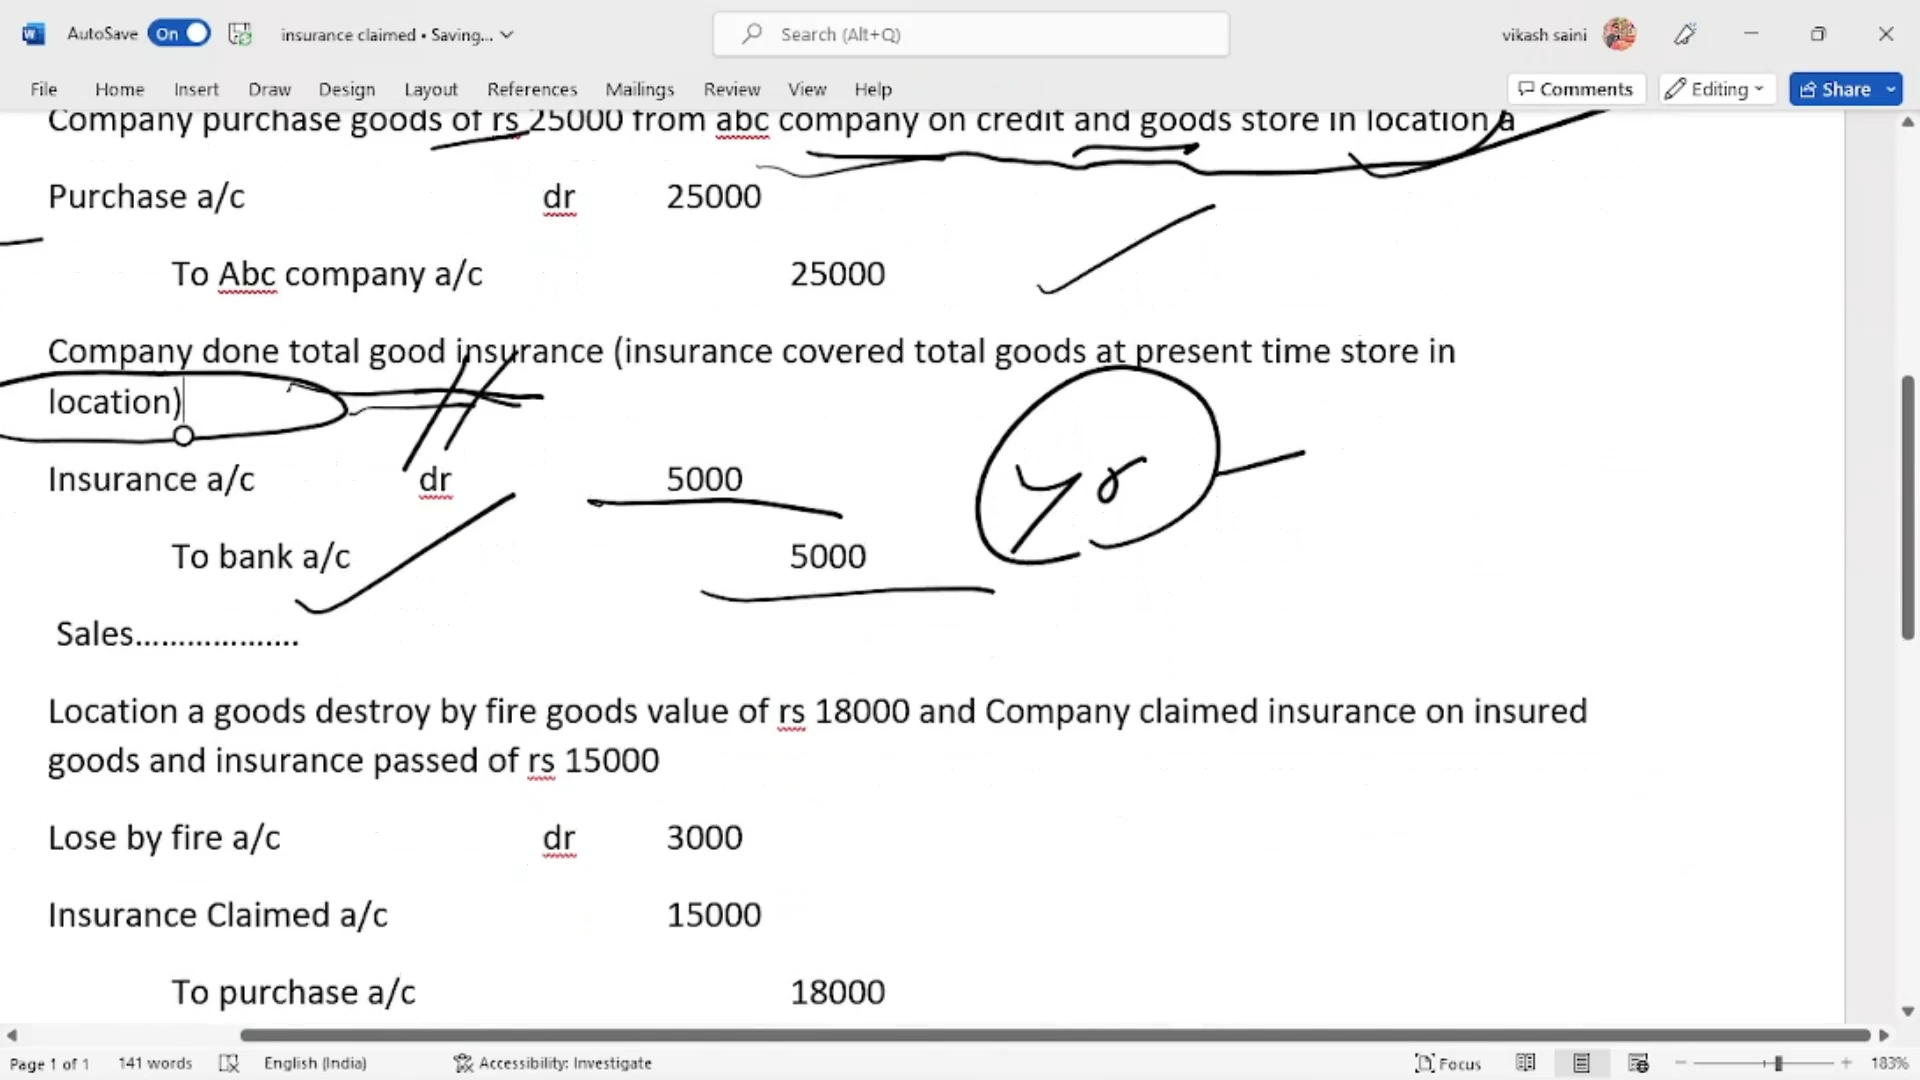 AutoSave On insurance claimed • Saving... Search (Alt+Q) vikash saini
File Home Insert Draw Design Layout References Mailings Review View Help Comments Editing Share
Company purchase goods of rs 25000 from abc company on credit and goods store in location a
Purchase a/c dr 25000
To Abc company a/c 25000
Company done total good insurance (insurance covered total goods at present time store in
location)
Insurance a/c dr 5000
yr
To bank a/c 5000
Sales...................
Location a goods destroy by fire goods value of rs 18000 and Company claimed insurance on insured
goods and insurance passed of rs 15000
Lose by fire a/c dr 3000
Insurance Claimed a/c 15000
To purchase a/c 18000
Page 1 of 1 141 words English (India) Accessibility: Investigate Focus 183%